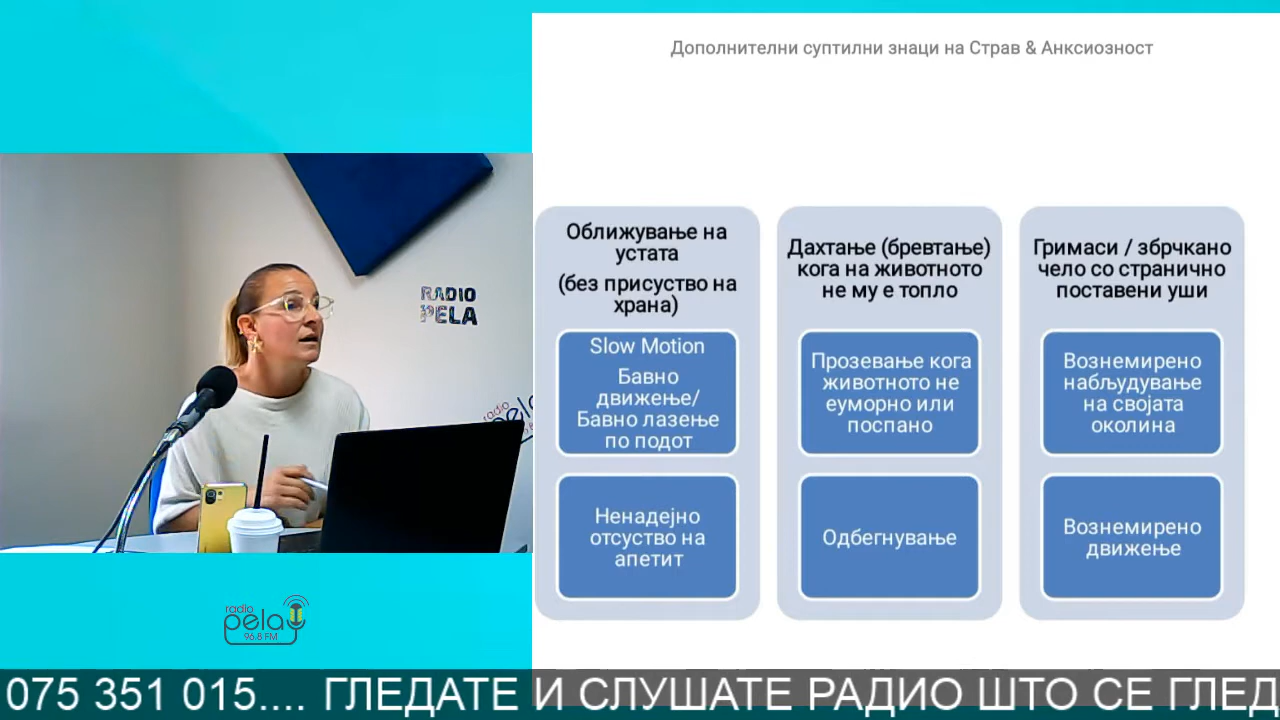 Дополнителни суптилни знаци на Страв & Анксиозност
Оближување на
устата
(без присуство на
храна)
Slow Motion
Бавно
движење/
Бавно лазење
по подот
Ненадејно
отсуство на
апетит
Дахтање (бревтање)
кога на животното
не му е топло
Прозевање кога
животното не
еуморно или
поспано
Одбегнување
Гримаси / збрчкано
чело со странично
поставени уши
Вознемирено
набљудување
на својата
околина
Вознемирено
движење
RADIO
PELA
radio
pela
radio
pela
96.8 FM
075 351 015.... ГЛЕДАТЕ И СЛУШАТЕ РАДИО ШТО СЕ ГЛЕД